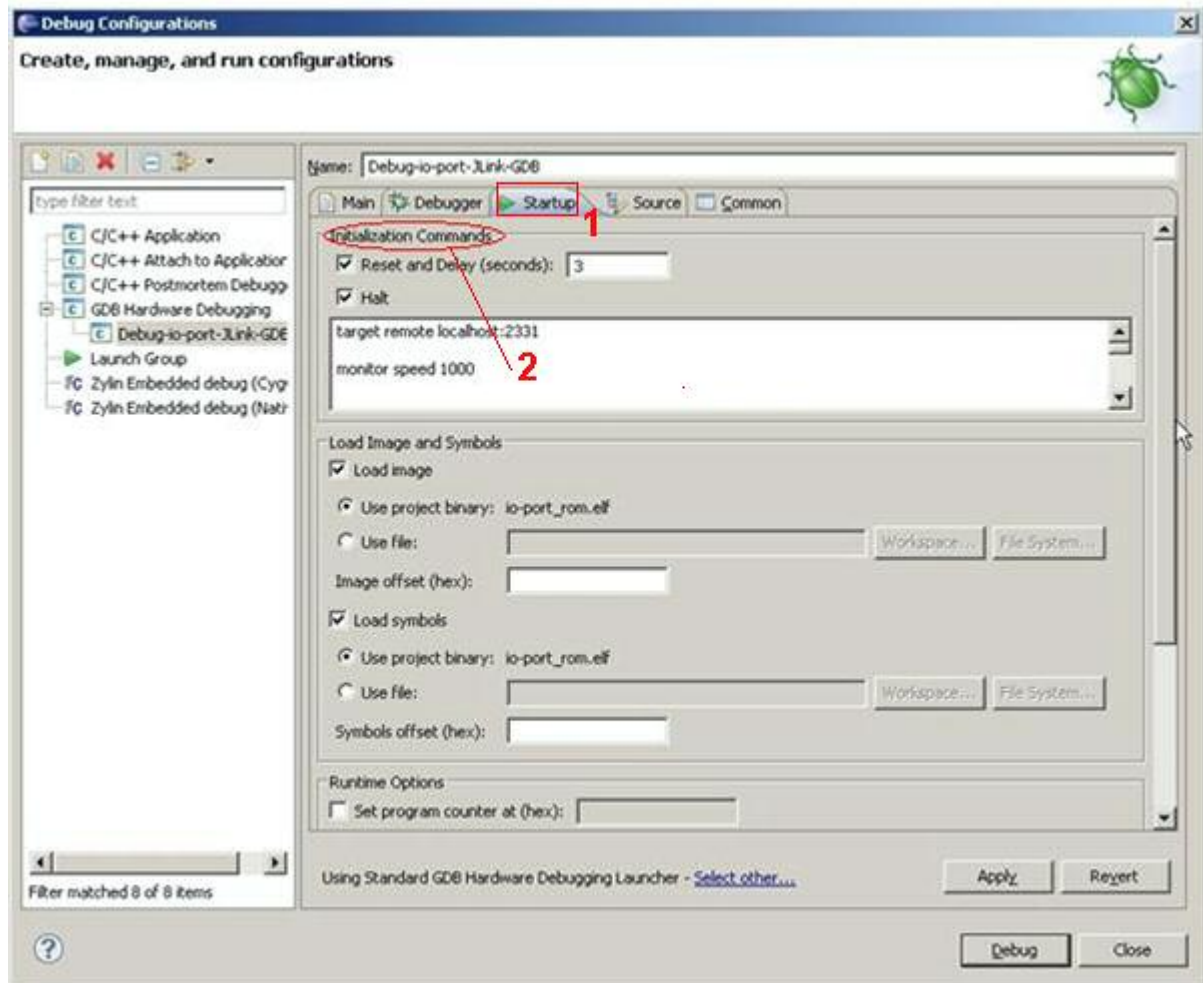 Debug Configurations
Create, manage, and run configurations
Name: Debug-io-port-JLink-GDB
type filter text
Main Debugger Startup Source Common
1
C/C++ Application
C/C++ Attach to Application
C/C++ Postmortem Debugg
GDB Hardware Debugging
Debug-io-port-JLink-GDB
Launch Group
Zylin Embedded debug (Cyg
Zylin Embedded debug (Nati
Initialization Commands
Reset and Delay (seconds): 3
Halt
target remote localhost:2331
monitor speed 1000
2
Load Image and Symbols
Load image
Use project binary: io-port_rom.elf
Use file: Workspace... File System...
Image offset (hex):
Load symbols
Use project binary: io-port_rom.elf
Use file: Workspace... File System...
Symbols offset (hex):
Runtime Options
Set program counter at (hex):
Filter matched 8 of 8 items
Using Standard GDB Hardware Debugging Launcher - Select other...
Apply Revert
? Debug Close